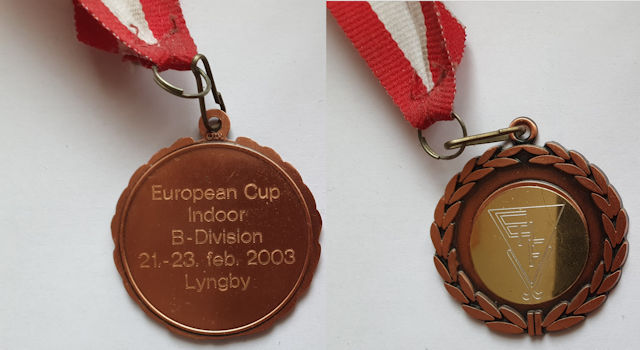 European Cup
Indoor
B-Division
21.-23. feb. 2003
Lyngby